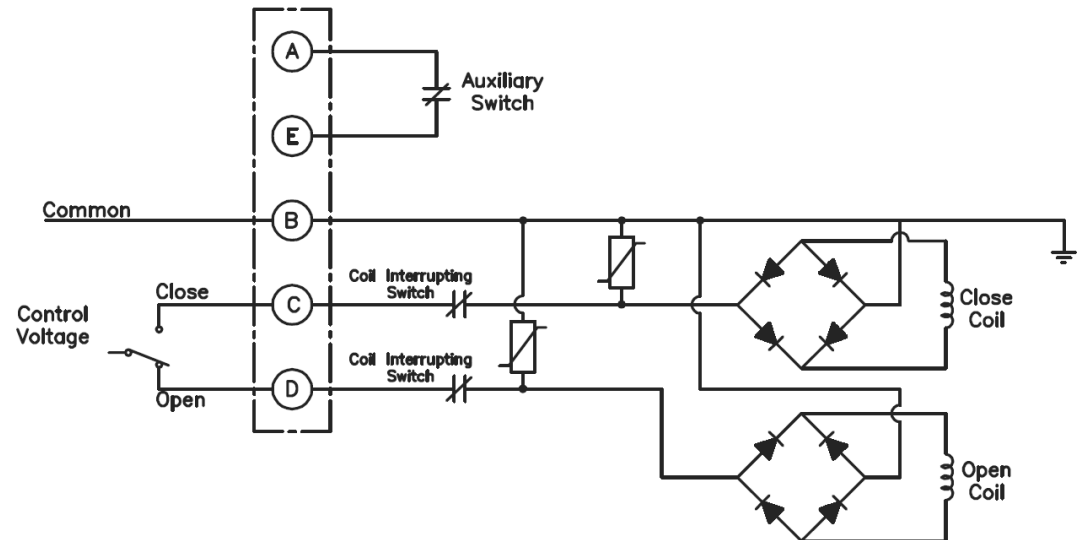 A
Auxiliary
Switch
E
Common
B
Coil Interrupting
Switch
Close
C
Control
Voltage
Close
Coil
Coil Interrupting
Switch
D
Open
Open
Coil